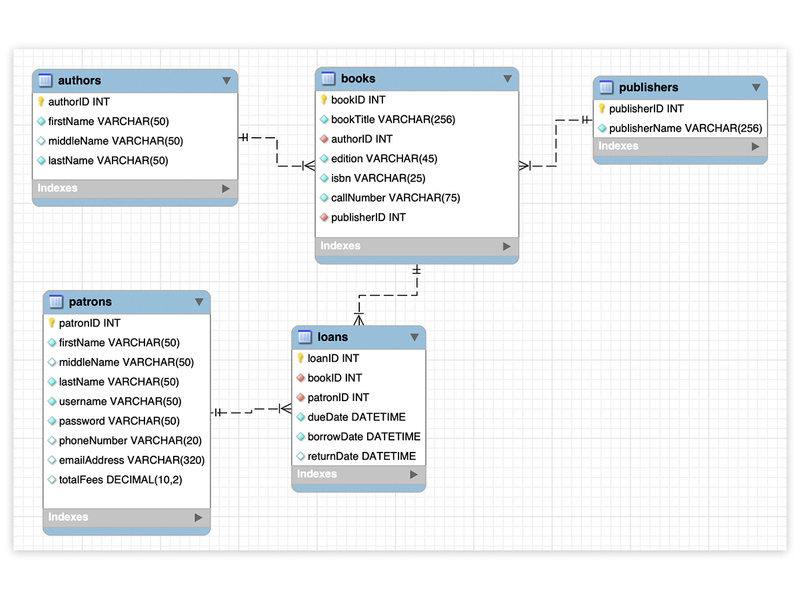 authors
authorID INT
firstName VARCHAR(50)
middleName VARCHAR(50)
lastName VARCHAR(50)
Indexes
books
bookID INT
bookTitle VARCHAR(256)
authorID INT
edition VARCHAR(45)
isbn VARCHAR(25)
callNumber VARCHAR(75)
publisherID INT
Indexes
publishers
publisherID INT
publisherName VARCHAR(256)
Indexes
patrons
patronID INT
firstName VARCHAR(50)
middleName VARCHAR(50)
lastName VARCHAR(50)
username VARCHAR(50)
password VARCHAR(50)
phoneNumber VARCHAR(20)
emailAddress VARCHAR(320)
totalFees DECIMAL(10,2)
Indexes
loans
loanID INT
bookID INT
patronID INT
dueDate DATETIME
borrowDate DATETIME
returnDate DATETIME
Indexes